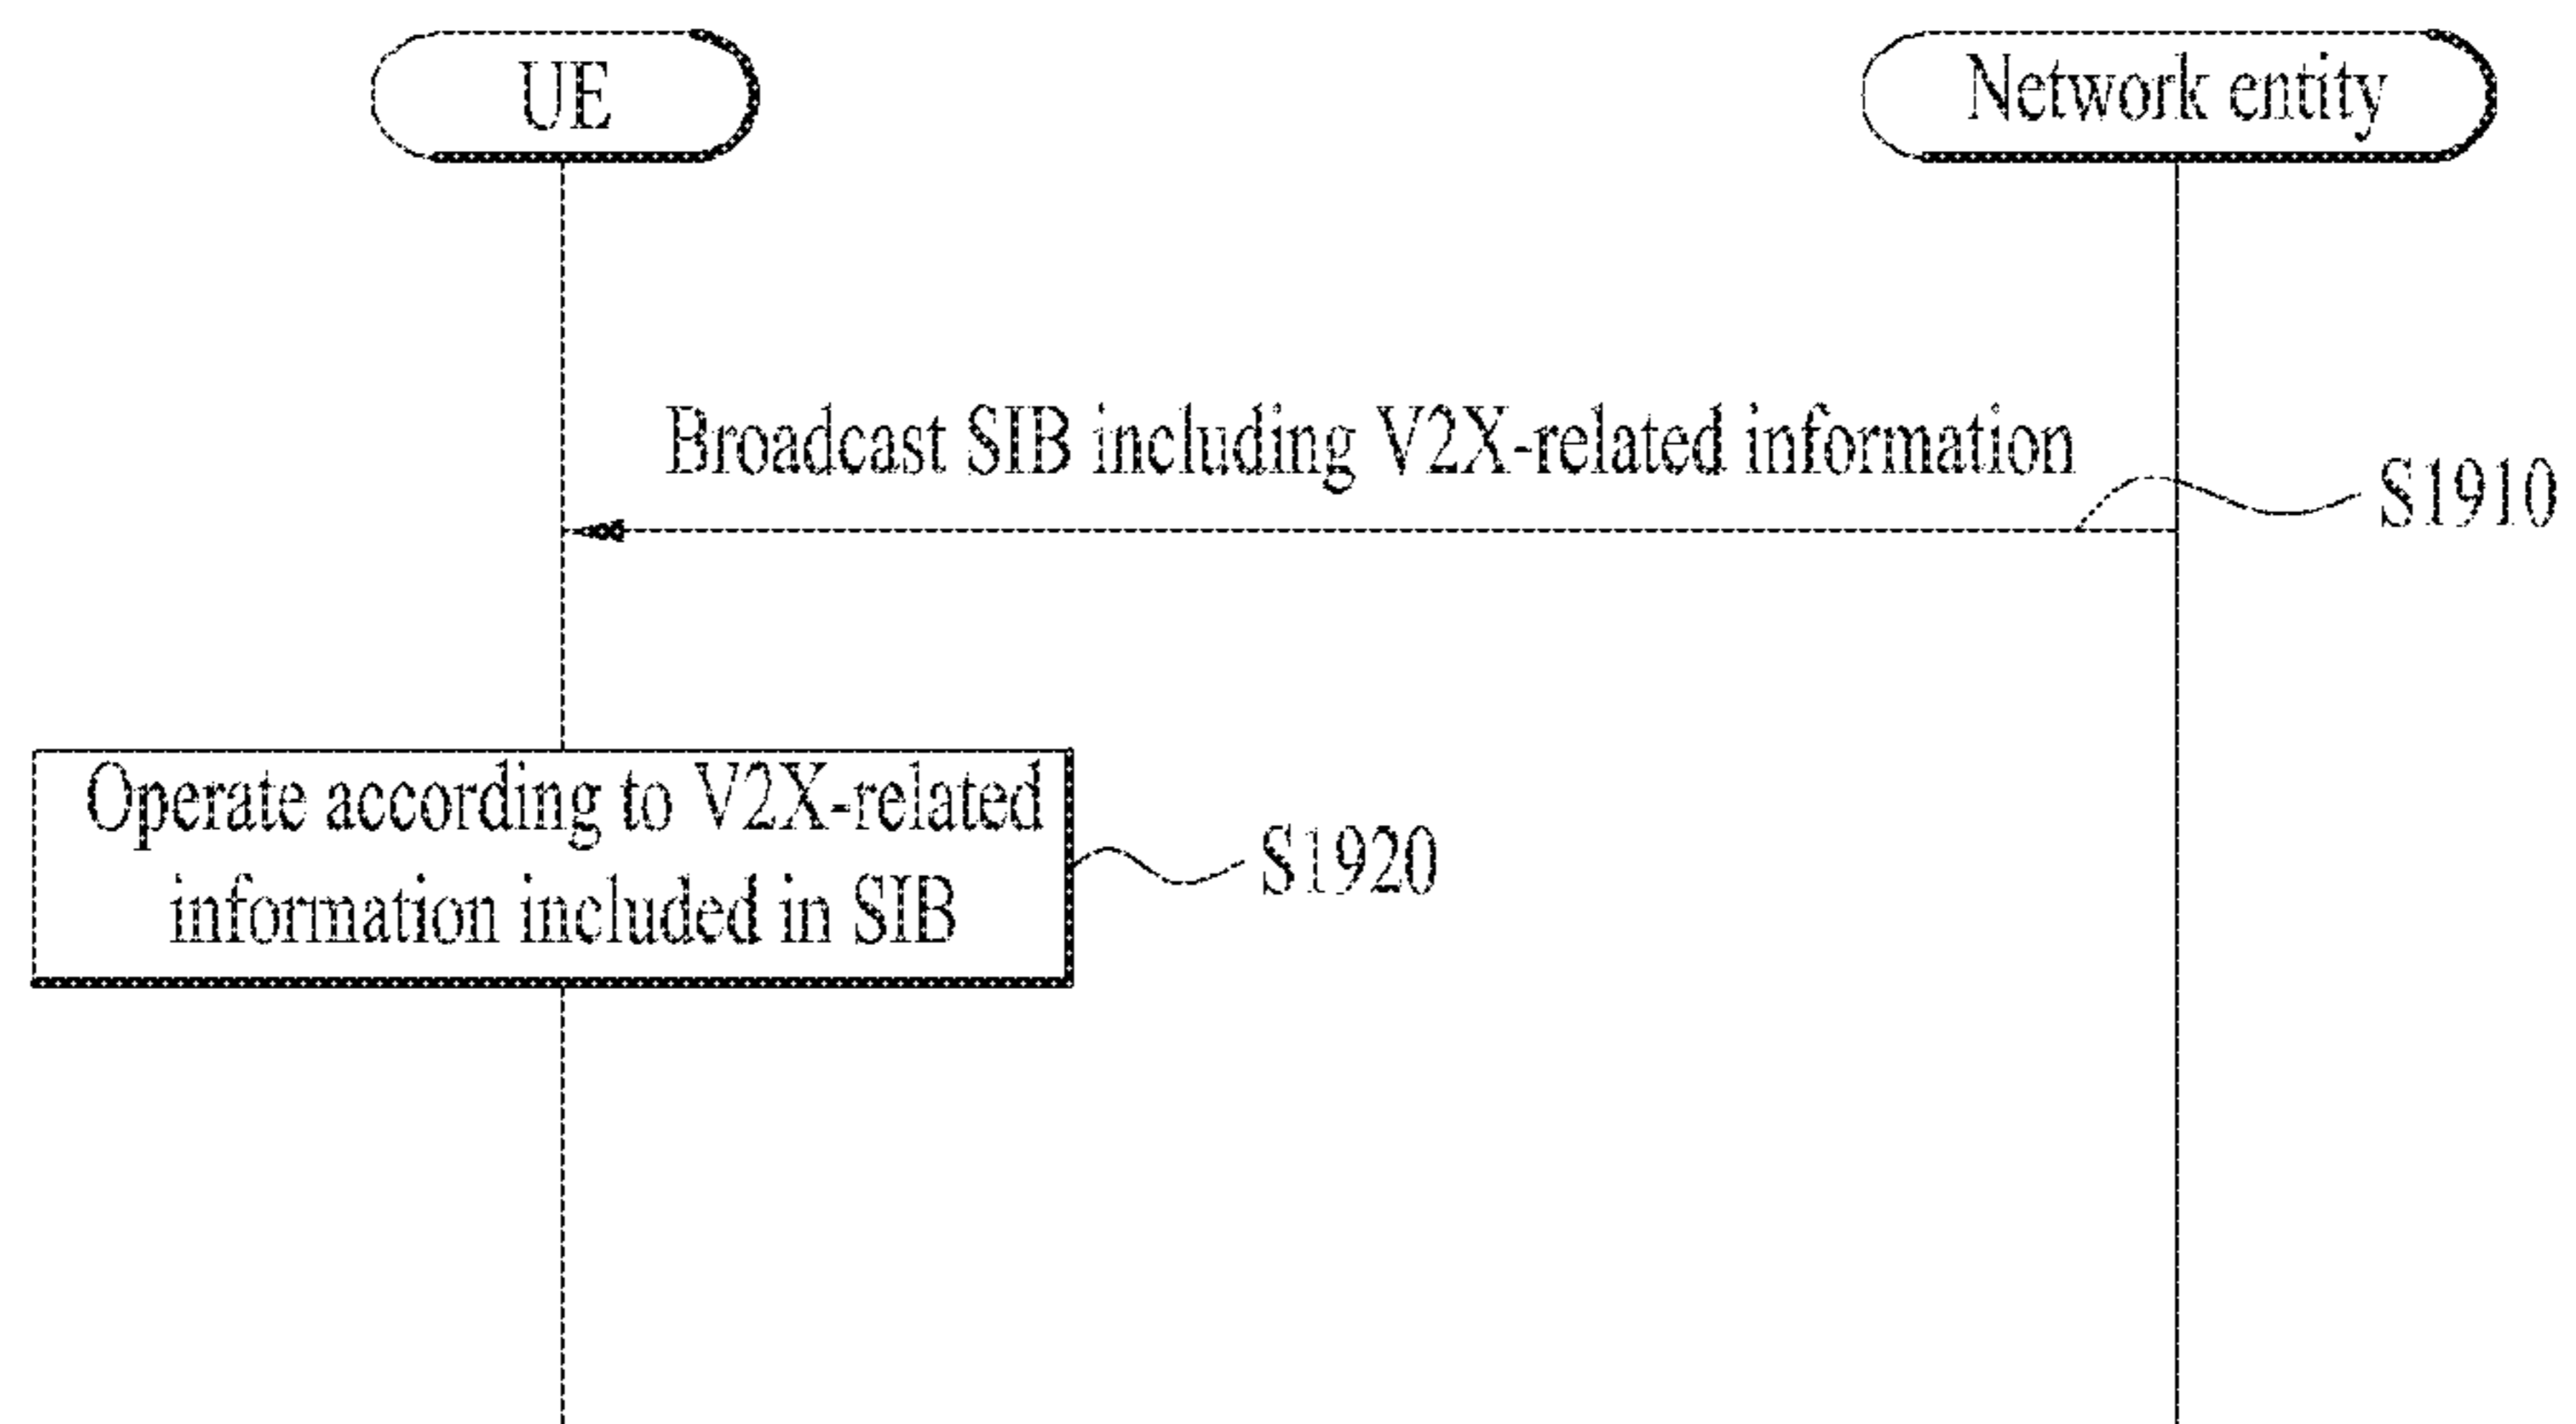 UE
Network entity
Broadcast SIB including V2X-related information
S1910
Operate according to V2X-related
information included in SIB
S1920